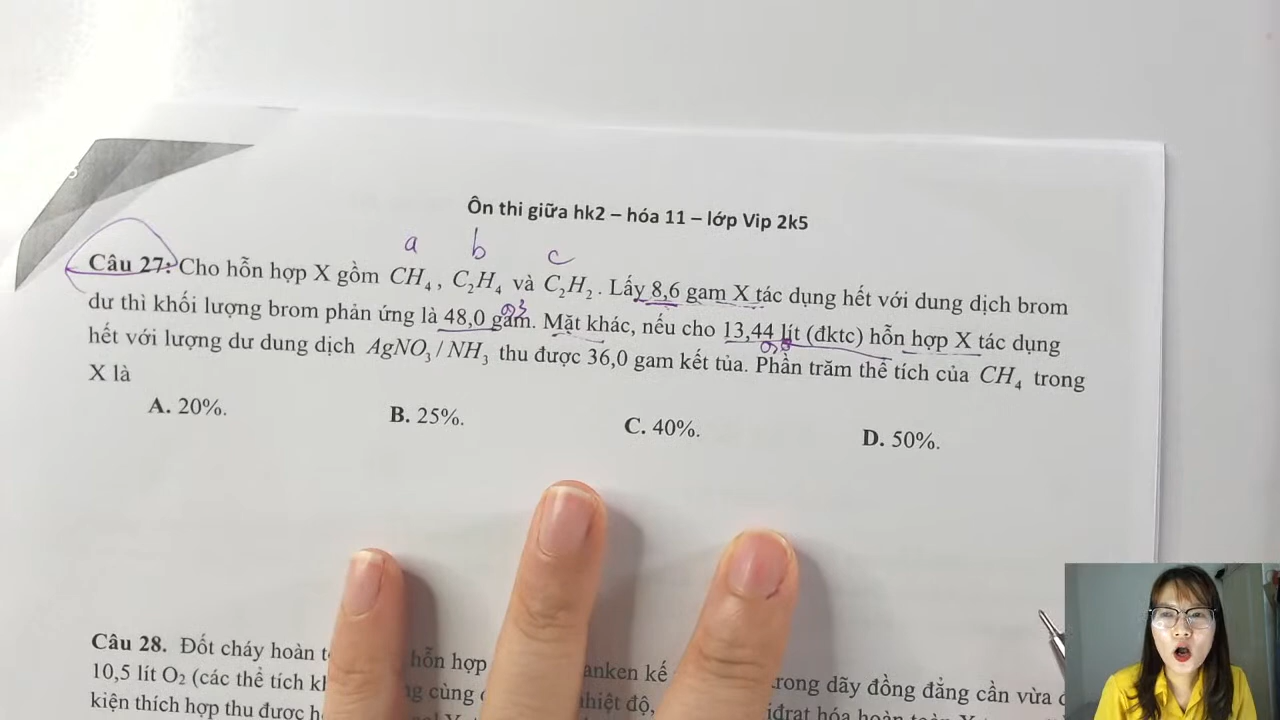 Ôn thi giữa hk2 – hóa 11 – lớp Vip 2k5
a b c
Câu 27: Cho hỗn hợp X gồm CH₄, C₂H₄ và C₂H₂. Lấy 8,6 gam X tác dụng hết với dung dịch brom
dư thì khối lượng brom phản ứng là 48,0 gam. Mặt khác, nếu cho 13,44 lít (đktc) hỗn hợp X tác dụng
hết với lượng dư dung dịch AgNO₃/NH₃ thu được 36,0 gam kết tủa. Phần trăm thể tích của CH₄ trong
X là
A. 20%. B. 25%. C. 40%. D. 50%.
Câu 28. Đốt cháy hoàn hỗn hợp anken kế trong dãy đồng đẳng cần vừa
10,5 lít O₂ (các thể tích cùng nhiệt độ,
kiện thích hợp thu được hoàn